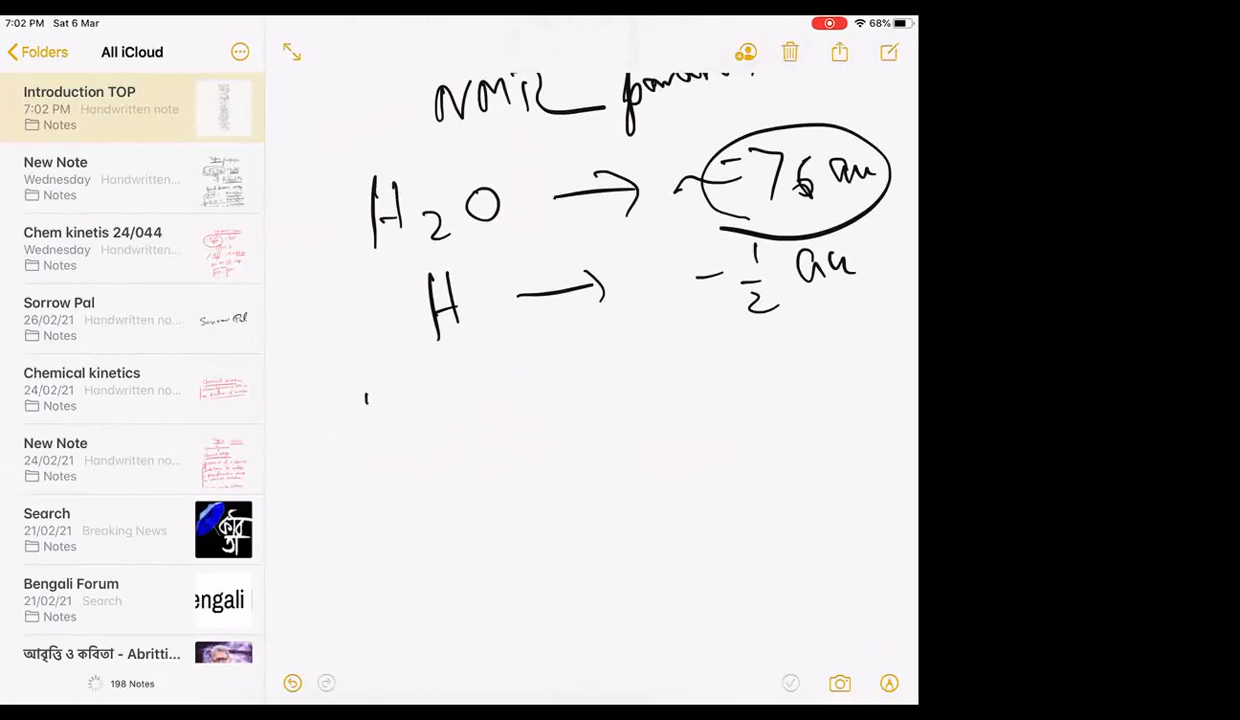 7:02 PM Sat 6 Mar
68%
Folders
All iCloud
Introduction TOP
7:02 PM Handwritten note
Notes
New Note
Wednesday Handwritten...
Notes
Chem kinetis 24/044
Wednesday Handwritten...
Notes
Sorrow Pal
26/02/21 Handwritten no...
Notes
Sorrow Pal
Chemical kinetics
24/02/21 Handwritten no...
Notes
New Note
24/02/21 Handwritten no...
Notes
Search
21/02/21 Breaking News
Notes
কবি
তা
Bengali Forum
21/02/21 Search
Notes
engali
আবৃত্তি ও কবিতা - Abritti...
198 Notes
NMR
H2O → -76 au
H → - 1/2 au